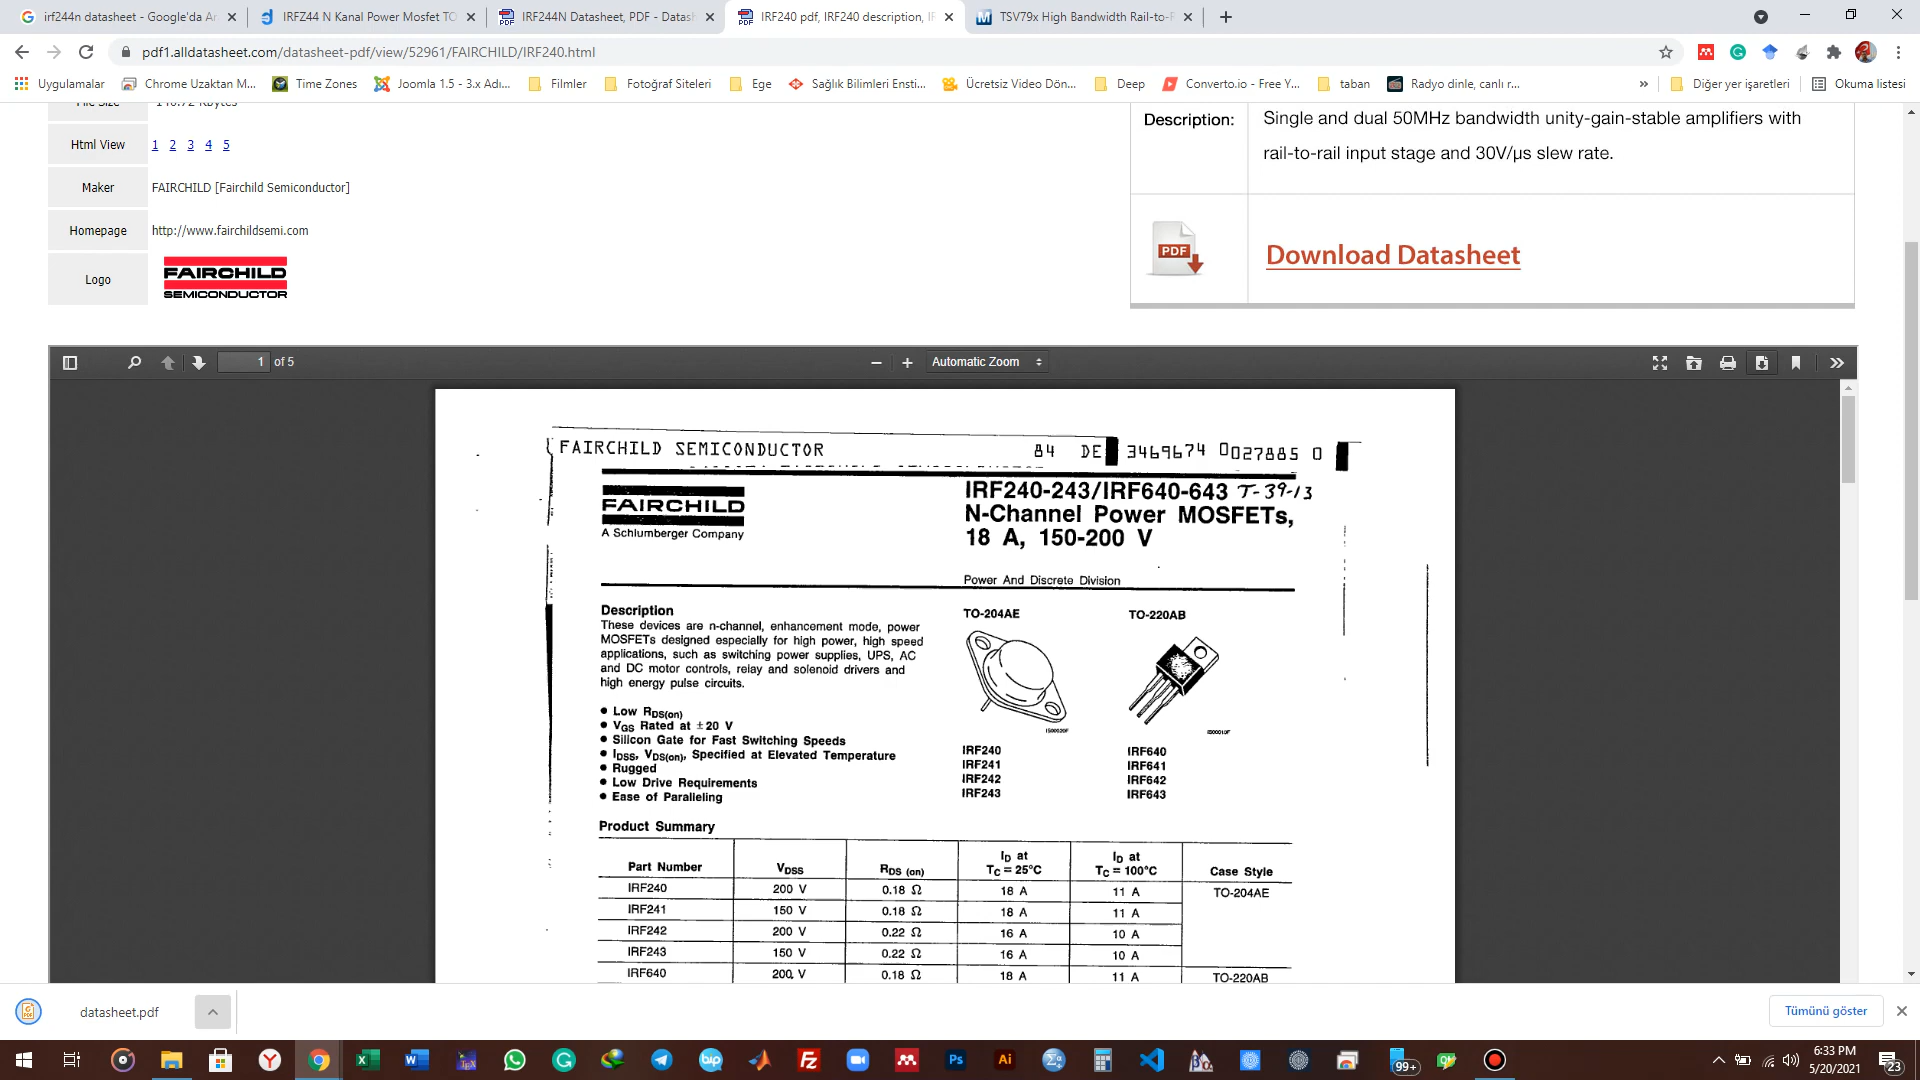 irf244n datasheet - Google'da Ar
IRFZ44 N Kanal Power Mosfet TO
IRF244N Datasheet, PDF - Datash
IRF240 pdf, IRF240 description, IR
TSV79x High Bandwidth Rail-to-R
pdf1.alldatasheet.com/datasheet-pdf/view/52961/FAIRCHILD/IRF240.html
Uygulamalar
Chrome Uzaktan M...
Time Zones
Joomla 1.5 - 3.x Adı...
Filmler
Fotoğraf Siteleri
Ege
Sağlık Bilimleri Ensti...
Ücretsiz Video Dön...
Deep
Converto.io - Free Y...
taban
Radyo dinle, canlı r...
»
Diğer yer işaretleri
Okuma listesi
Html View 1 2 3 4 5
Maker FAIRCHILD [Fairchild Semiconductor]
Homepage http://www.fairchildsemi.com
Logo FAIRCHILD
SEMICONDUCTOR
Description: Single and dual 50MHz bandwidth unity-gain-stable amplifiers with
rail-to-rail input stage and 30V/µs slew rate.
PDF Download Datasheet
1 of 5
Automatic Zoom
FAIRCHILD SEMICONDUCTOR 84 DE 3469674 0027885 0
FAIRCHILD
A Schlumberger Company
IRF240-243/IRF640-643 T-39-13
N-Channel Power MOSFETs,
18 A, 150-200 V
Power And Discrete Division
Description
These devices are n-channel, enhancement mode, power
MOSFETs designed especially for high power, high speed
applications, such as switching power supplies, UPS, AC
and DC motor controls, relay and solenoid drivers and
high energy pulse circuits.
● Low RDS(on)
● VGS Rated at ±20 V
● Silicon Gate for Fast Switching Speeds
● IDSS, VDS(on), Specified at Elevated Temperature
● Rugged
● Low Drive Requirements
● Ease of Paralleling
TO-204AE
IRF240
IRF241
IRF242
IRF243
TO-220AB
IRF640
IRF641
IRF642
IRF643
Product Summary
Part Number VDSS RDS (on) ID at TC = 25°C ID at TC = 100°C Case Style
IRF240 200 V 0.18 Ω 18 A 11 A TO-204AE
IRF241 150 V 0.18 Ω 18 A 11 A
IRF242 200 V 0.22 Ω 16 A 10 A
IRF243 150 V 0.22 Ω 16 A 10 A
IRF640 200 V 0.18 Ω 18 A 11 A TO-220AB
datasheet.pdf
Tümünü göster
99+
6:33 PM
5/20/2021
23